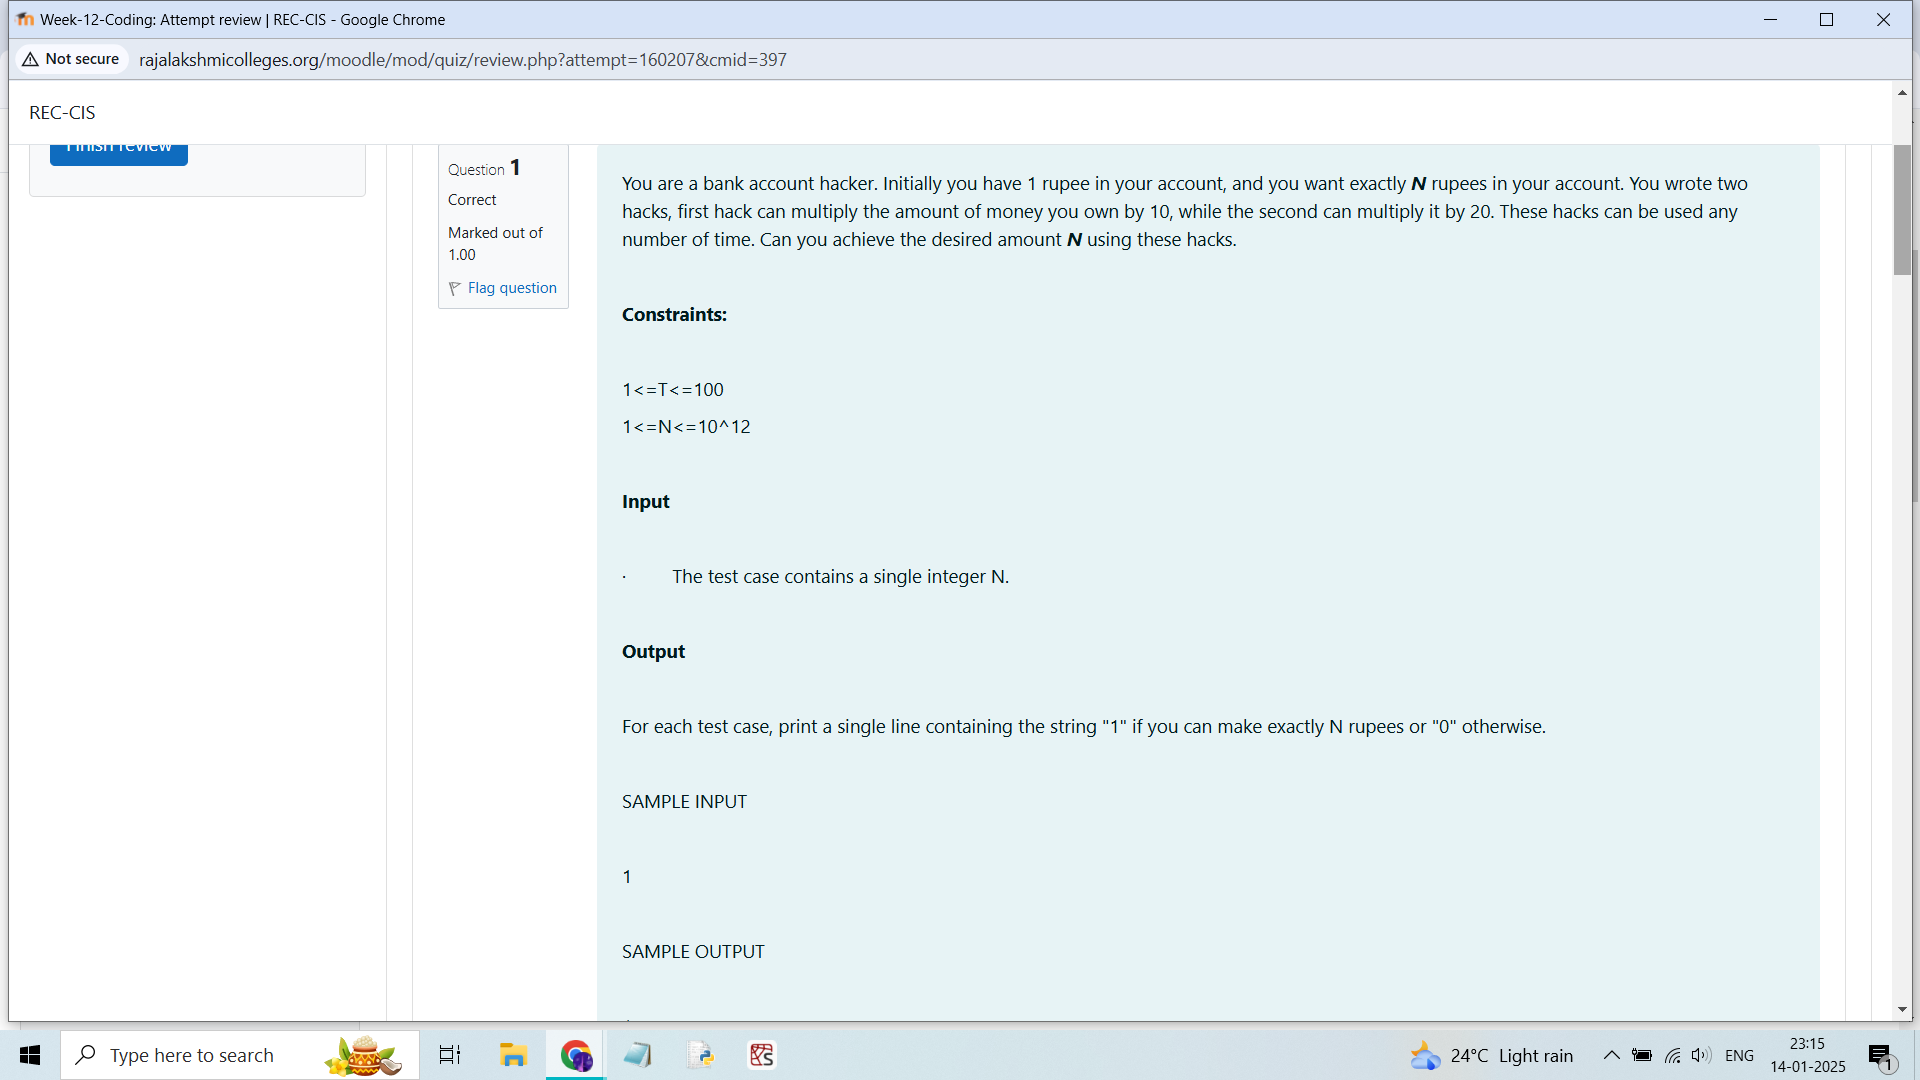 Week-12-Coding: Attempt review | REC-CIS - Google Chrome
Not secure rajalakshmicolleges.org/moodle/mod/quiz/review.php?attempt=160207&cmid=397
REC-CIS
Finish review
Question 1
Correct
Marked out of
1.00
Flag question
You are a bank account hacker. Initially you have 1 rupee in your account, and you want exactly N rupees in your account. You wrote two
hacks, first hack can multiply the amount of money you own by 10, while the second can multiply it by 20. These hacks can be used any
number of time. Can you achieve the desired amount N using these hacks.
Constraints:
1<=T<=100
1<=N<=10^12
Input
· The test case contains a single integer N.
Output
For each test case, print a single line containing the string "1" if you can make exactly N rupees or "0" otherwise.
SAMPLE INPUT
1
SAMPLE OUTPUT
Type here to search
24°C Light rain
ENG
23:15
14-01-2025
1